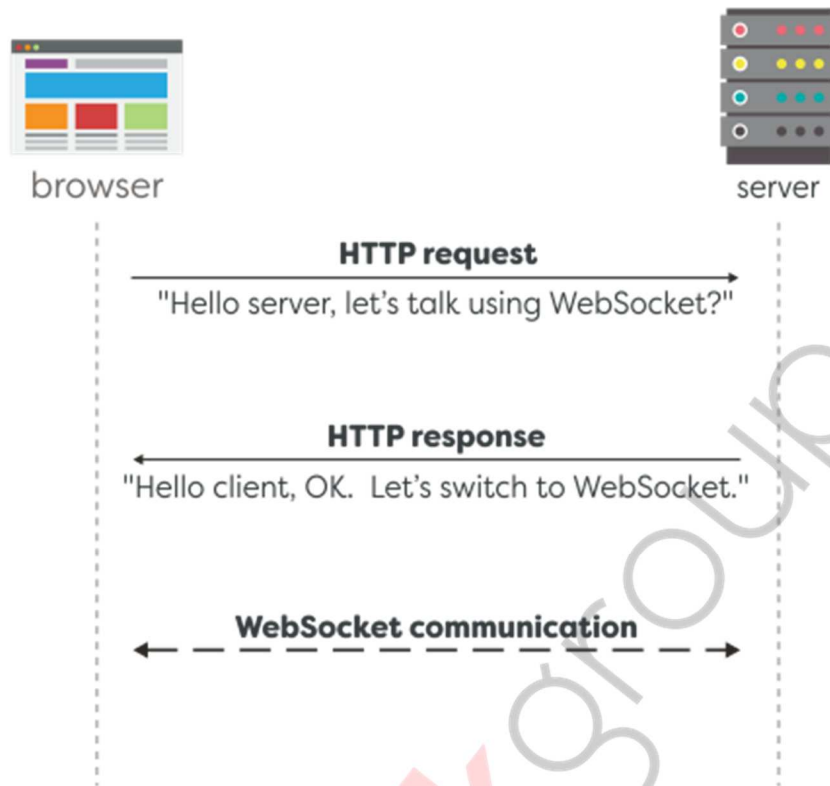 browser
server
HTTP request
"Hello server, let's talk using WebSocket?"
HTTP response
"Hello client, OK.  Let's switch to WebSocket."
WebSocket communication
group